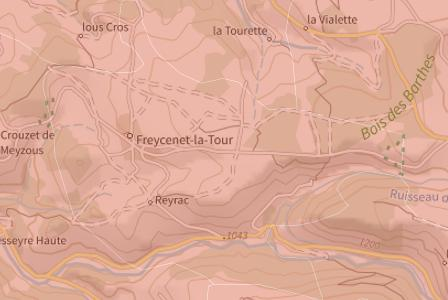 la Vialette
lous Cros
la Tourette
Bois des Barthes
Crouzet de
Meyzous
Freycenet-la-Tour
Ruisseau d
Reyrac
1043
esseyre Haute
1200